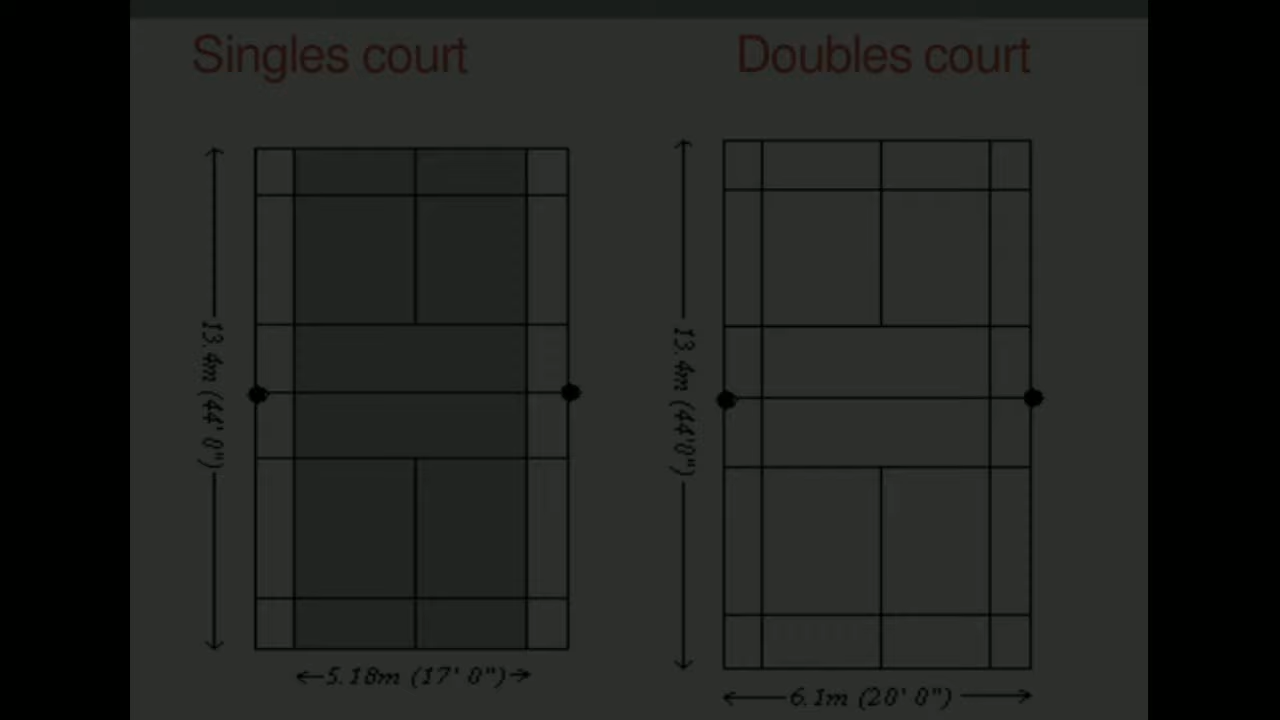 Singles court
Doubles court
13.4m (44' 0")
13.4m (44'0")
5.18m (17' 0")
6.1m (20' 0")